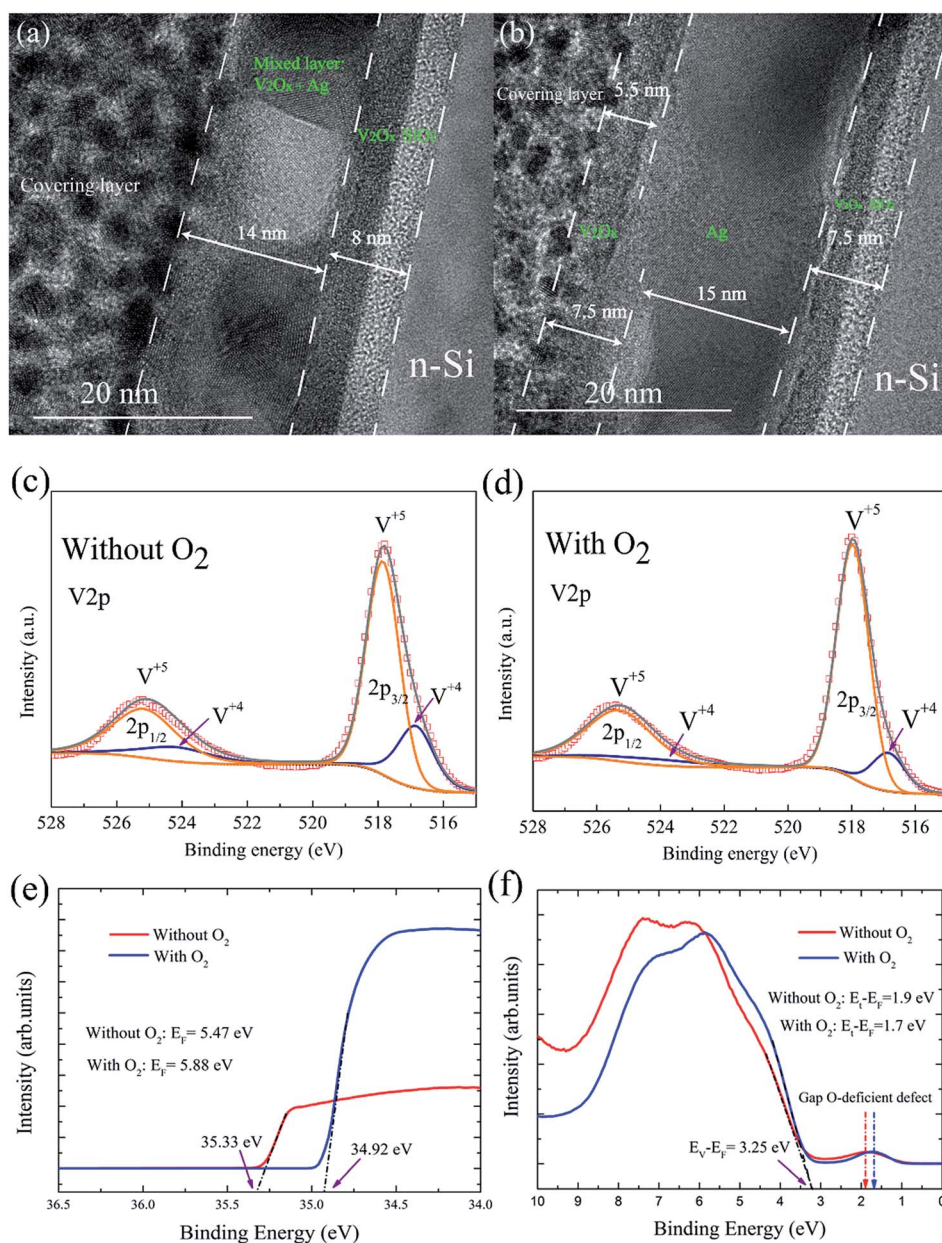 (a)
Mixed layer:
V₂Oₓ+Ag
V₂Oₓ SiOₓ
Covering layer
14 nm
8 nm
n-Si
20 nm
(b)
Covering layer
5.5 nm
V₂Oₓ
Ag
7.5 nm
15 nm
7.5 nm
n-Si
20 nm
(c)
Without O₂
V2p
V⁺⁵
V⁺⁵
V⁺⁴
2p₁/₂
2p₃/₂
V⁺⁴
Intensity (a.u.)
528 526 524 522 520 518 516
Binding energy (eV)
(d)
With O₂
V2p
V⁺⁵
V⁺⁵
V⁺⁴
2p₁/₂
2p₃/₂
V⁺⁴
Intensity (a.u.)
528 526 524 522 520 518 516
Binding energy (eV)
(e)
Without O₂
With O₂
Without O₂: E_F= 5.47 eV
With O₂: E_F= 5.88 eV
35.33 eV
34.92 eV
Intensity (arb.units)
36.5 36.0 35.5 35.0 34.5 34.0
Binding Energy (eV)
(f)
Without O₂
With O₂
Without O₂: Eₜ-E_F=1.9 eV
With O₂: Eₜ-E_F=1.7 eV
Gap O-deficient defect
E_V-E_F= 3.25 eV
Intensity (arb.units)
10 9 8 7 6 5 4 3 2 1 0
Binding Energy (eV)